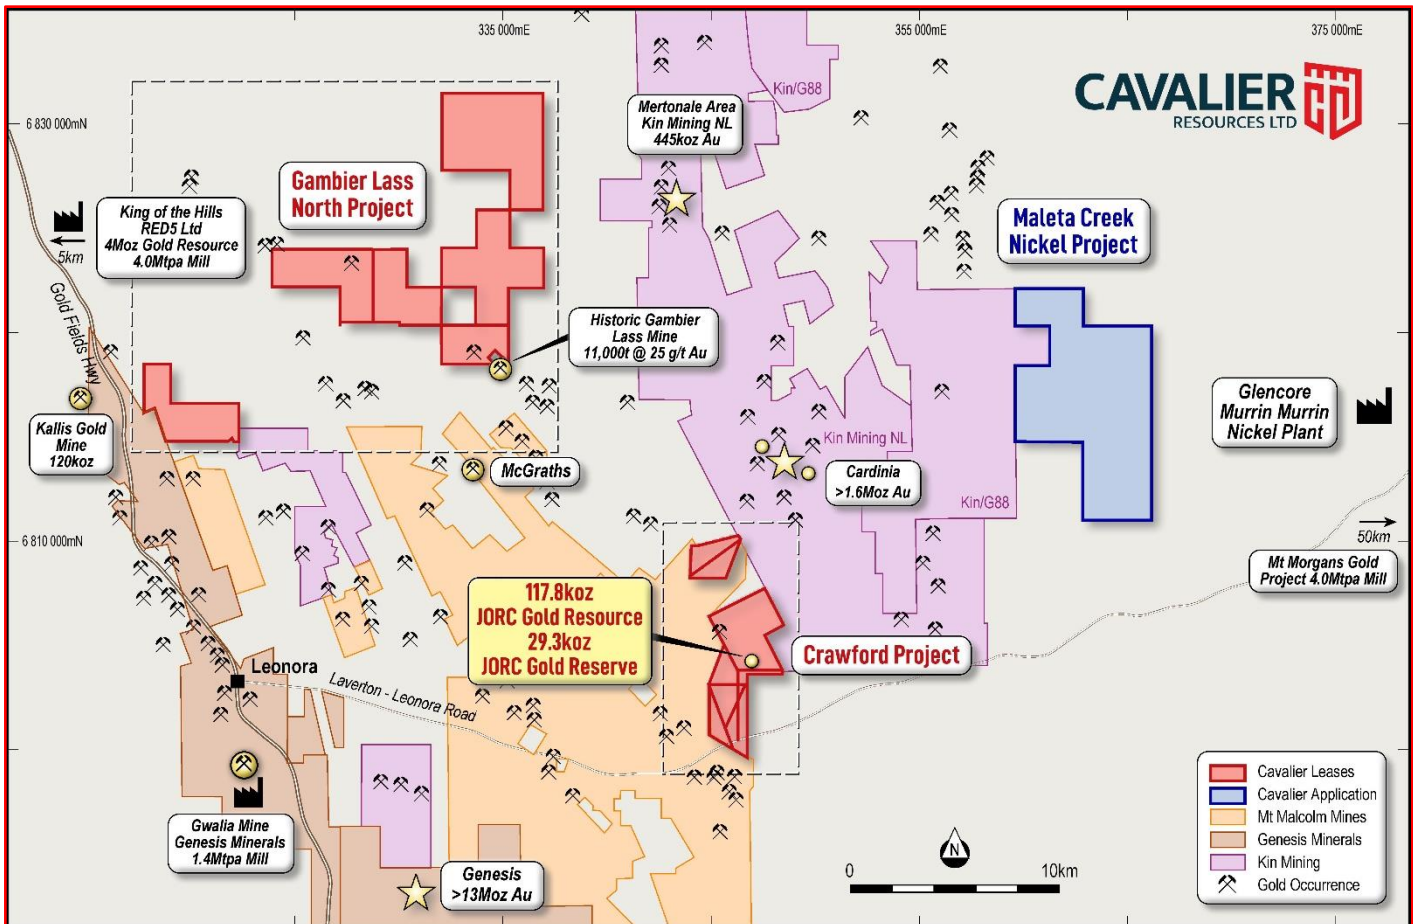 335 000mE
355 000mE
375 000mE
6 830 000mN
6 810 000mN
CAVALIER
RESOURCES LTD
Kin/G88
Mertonale Area
Kin Mining NL
445koz Au
Gambier Lass
North Project
King of the Hills
RED5 Ltd
4Moz Gold Resource
4.0Mtpa Mill
5km
Gold Fields Hwy
Maleta Creek
Nickel Project
Historic Gambier
Lass Mine
11,000t @ 25 g/t Au
Kallis Gold
Mine
120koz
Glencore
Murrin Murrin
Nickel Plant
McGraths
Kin Mining NL
Cardinia
>1.6Moz Au
Kin/G88
50km
Mt Morgans Gold
Project 4.0Mtpa Mill
117.8koz
JORC Gold Resource
29.3koz
JORC Gold Reserve
Crawford Project
Leonora
Laverton - Leonora Road
Gwalia Mine
Genesis Minerals
1.4Mtpa Mill
Genesis
>13Moz Au
N
0
10km
Cavalier Leases
Cavalier Application
Mt Malcolm Mines
Genesis Minerals
Kin Mining
Gold Occurrence